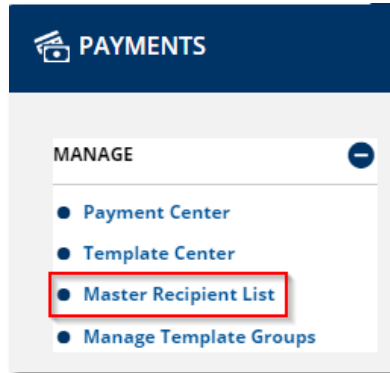 PAYMENTS
MANAGE
Payment Center
Template Center
Master Recipient List
Manage Template Groups